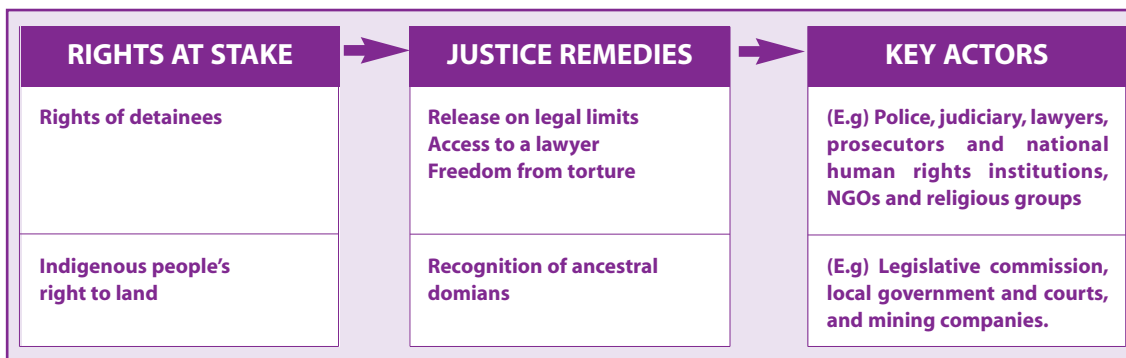 RIGHTS AT STAKE
JUSTICE REMEDIES
KEY ACTORS
Rights of detainees
Release on legal limits
Access to a lawyer
Freedom from torture
(E.g) Police, judiciary, lawyers,
prosecutors and national
human rights institutions,
NGOs and religious groups
Indigenous people's
right to land
Recognition of ancestral
domians
(E.g) Legislative commission,
local government and courts,
and mining companies.